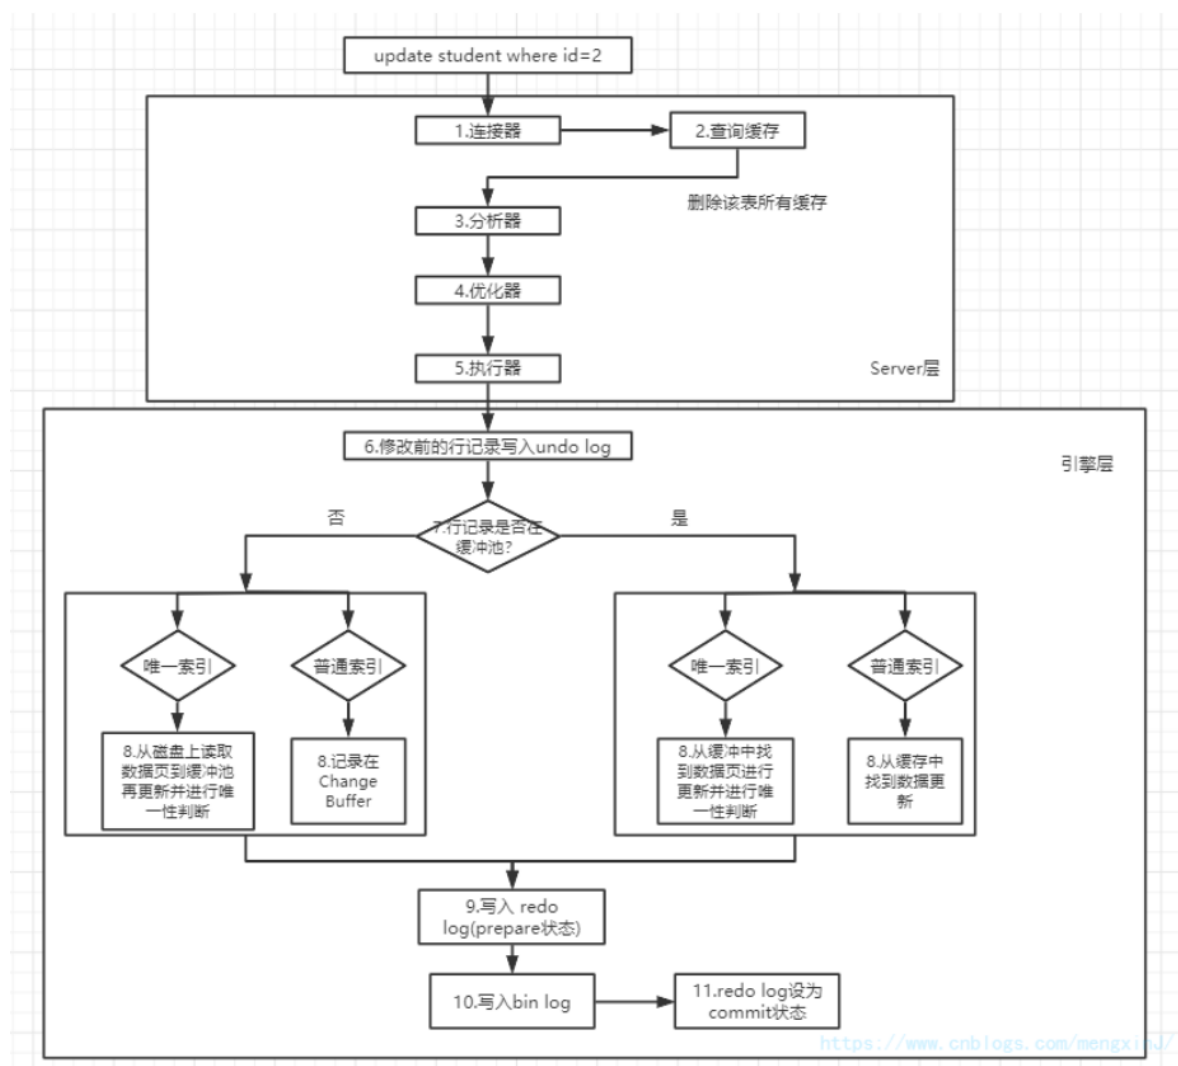 update student where id=2
1.连接器
2.查询缓存
删除该表所有缓存
3.分析器
4.优化器
5.执行器
Server层
6.修改前的行记录写入undo log
引擎层
否
7.行记录是否在
缓冲池?
是
唯一索引
普通索引
唯一索引
普通索引
8.从磁盘上读取
数据页到缓冲池
再更新并进行唯
一性判断
8.记录在
Change
Buffer
8.从缓冲中找
到数据页进行
更新并进行唯
一性判断
8.从缓存中
找到数据更
新
9.写入 redo
log(prepare状态)
10.写入bin log
11.redo log设为
commit状态
https://www.cnblogs.com/mengxinJ/